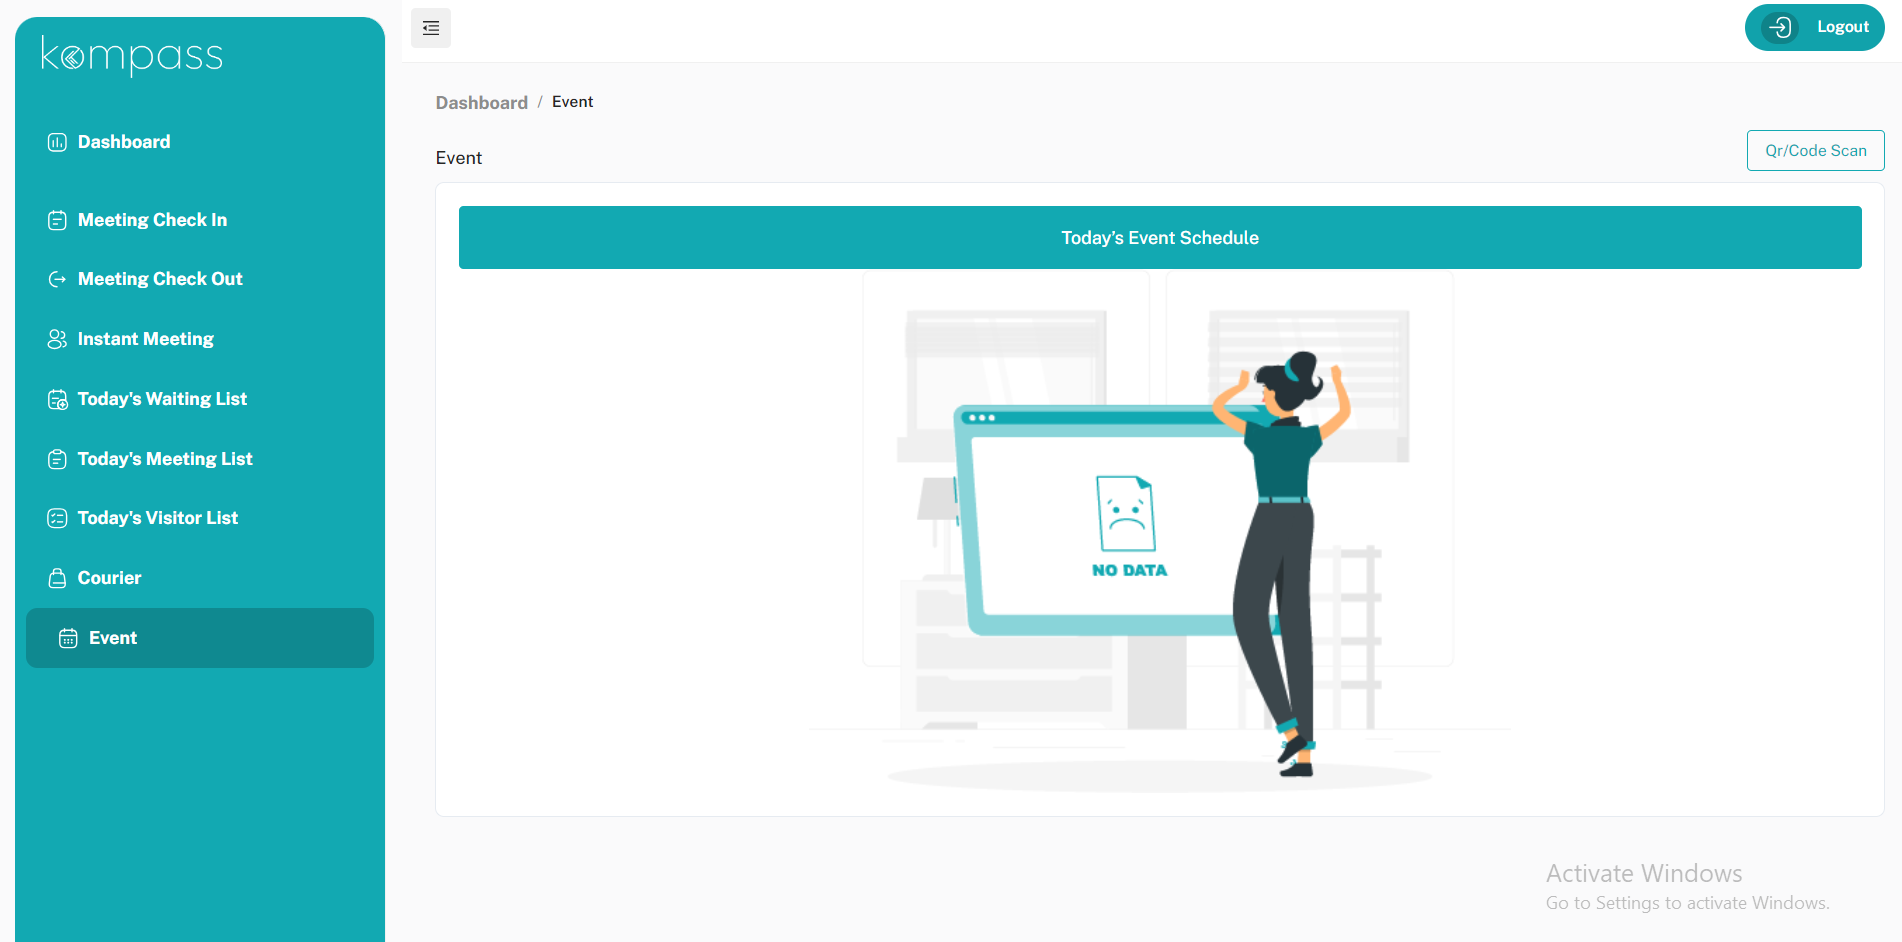 kompass
Dashboard
Meeting Check In
Meeting Check Out
Instant Meeting
Today's Waiting List
Today's Meeting List
Today's Visitor List
Courier
Event
Logout
Dashboard / Event
Event
Qr/Code Scan
Today’s Event Schedule
NO DATA
Activate Windows
Go to Settings to activate Windows.